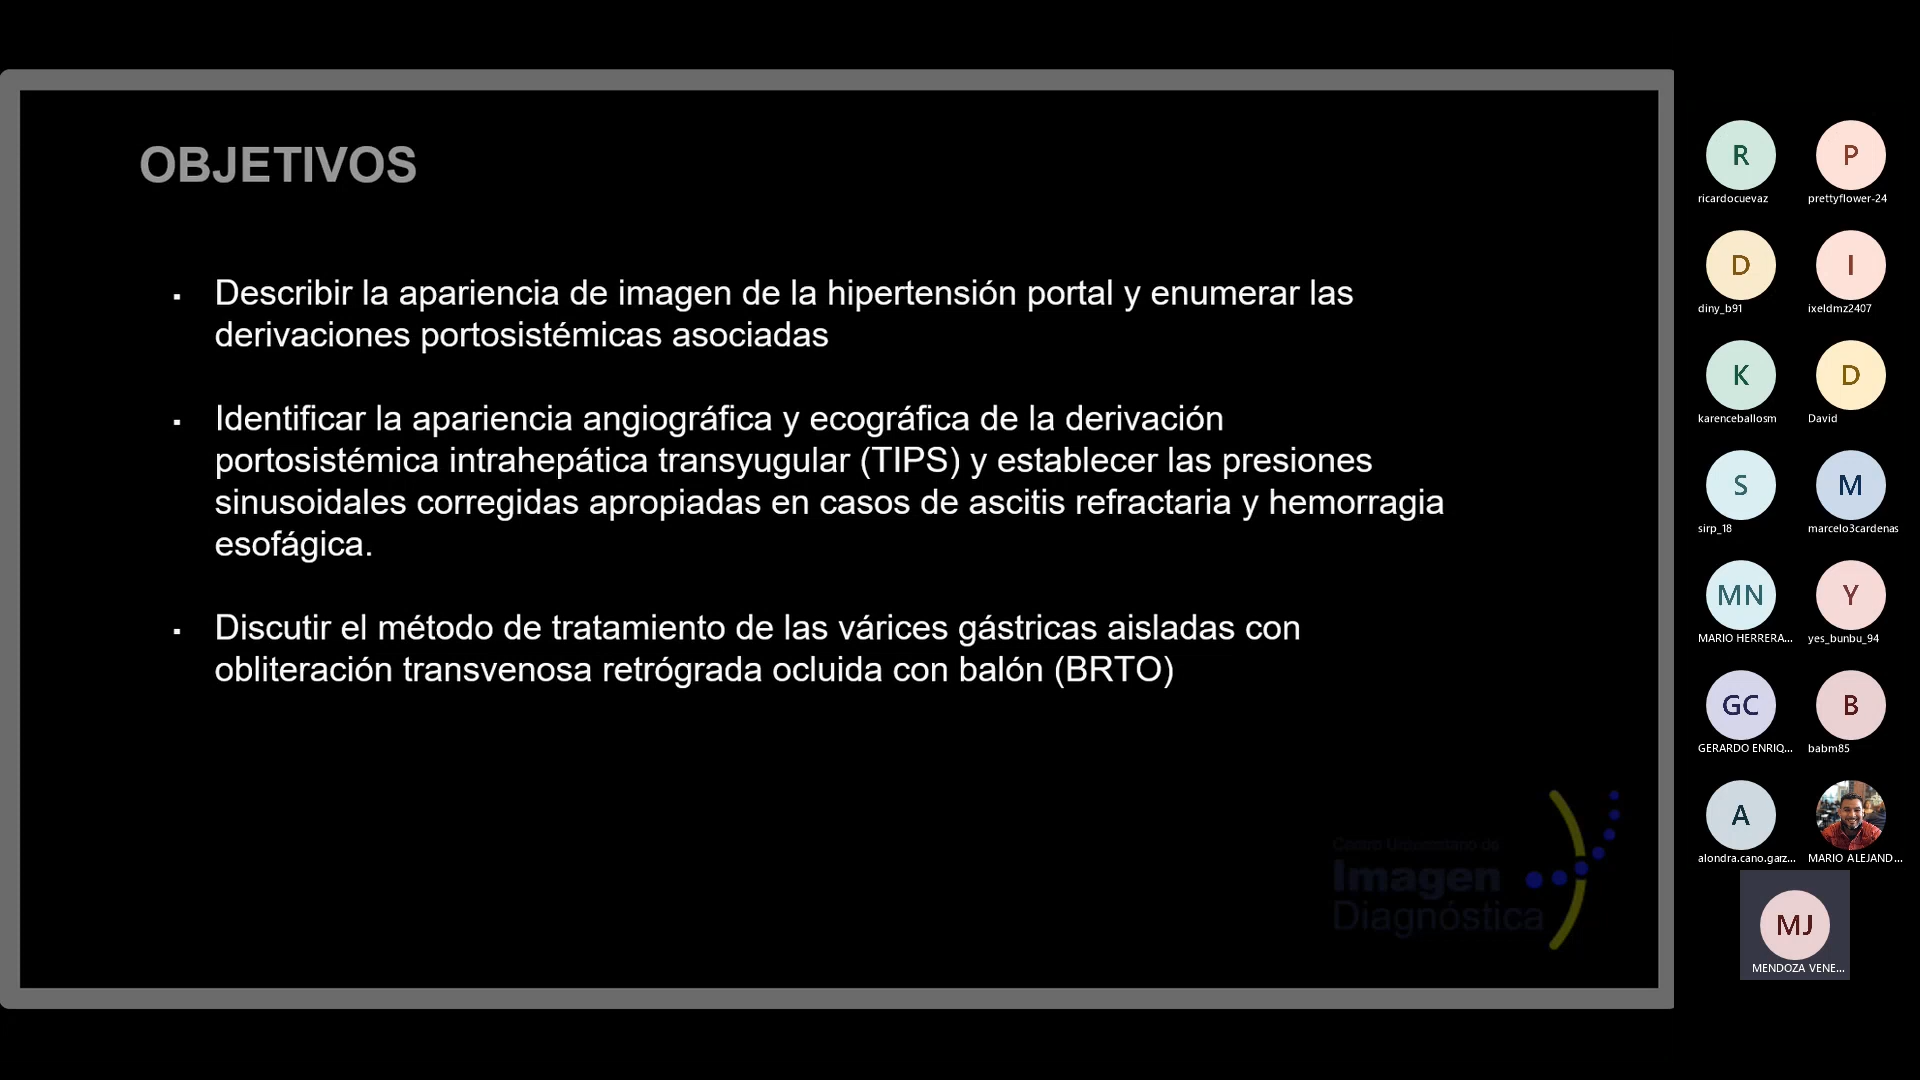 OBJETIVOS
▪ Describir la apariencia de imagen de la hipertensión portal y enumerar las
derivaciones portosistémicas asociadas
▪ Identificar la apariencia angiográfica y ecográfica de la derivación
portosistémica intrahepática transyugular (TIPS) y establecer las presiones
sinusoidales corregidas apropiadas en casos de ascitis refractaria y hemorragia
esofágica.
▪ Discutir el método de tratamiento de las várices gástricas aisladas con
obliteración transvenosa retrógrada ocluida con balón (BRTO)
Centro Universitario de
Imagen
Diagnóstica
R P
ricardocuevaz prettyflower-24
D I
diny_b91 ixeldmz2407
K D
karenceballosm David
S M
sirp_18 marcelo3cardenas
MN Y
MARIO HERRERA... yes_bunbu_94
GC B
GERARDO ENRIQ... babm85
A
alondra.cano.garz... MARIO ALEJAND...
MJ
MENDOZA VENE...